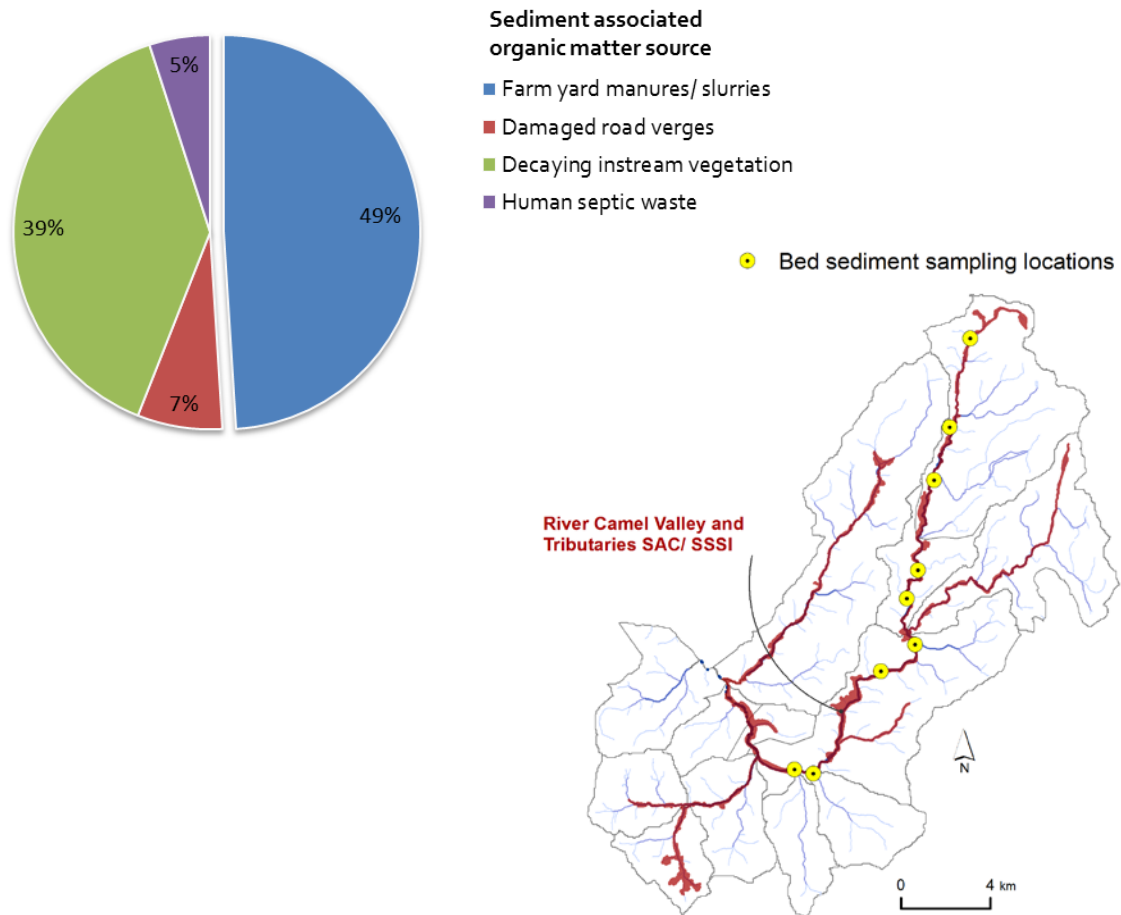 Sediment associated
organic matter source
Farm yard manures/ slurries
Damaged road verges
Decaying instream vegetation
Human septic waste
5%
49%
39%
7%
Bed sediment sampling locations
River Camel Valley and
Tributaries SAC/ SSSI
N
0 4 km